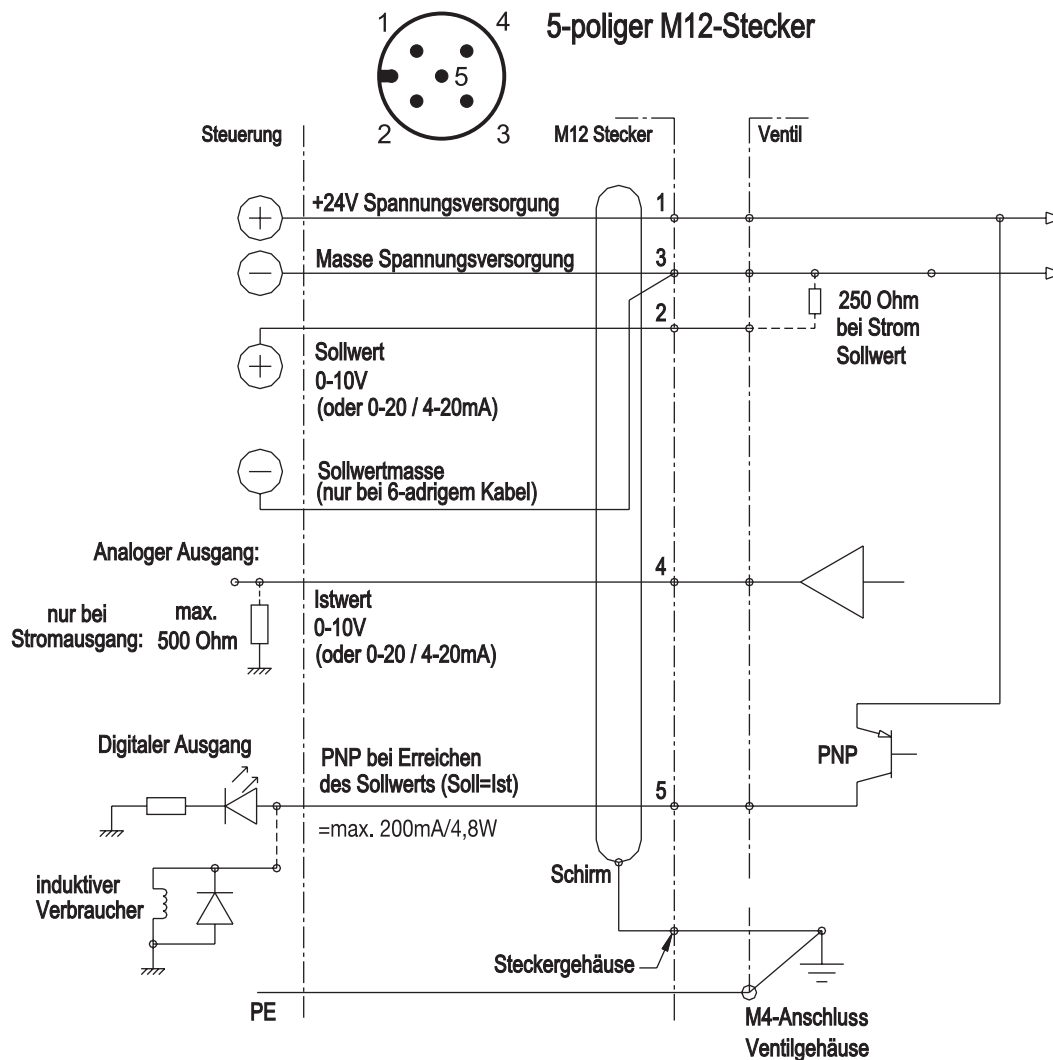 1
4
5-poliger M12-Stecker
5
2
3
Steuerung
M12 Stecker
Ventil
+24V Spannungsversorgung
1
Masse Spannungsversorgung
3
2
250 Ohm
bei Strom
Sollwert
Sollwert
0-10V
(oder 0-20 / 4-20mA)
Sollwertmasse
(nur bei 6-adrigem Kabel)
Analoger Ausgang:
4
nur bei
Stromausgang:
max.
500 Ohm
Istwert
0-10V
(oder 0-20 / 4-20mA)
Digitaler Ausgang
PNP bei Erreichen
des Sollwerts (Soll=Ist)
5
PNP
=max. 200mA/4,8W
induktiver
Verbraucher
Schirm
Steckergehäuse
PE
M4-Anschluss
Ventilgehäuse